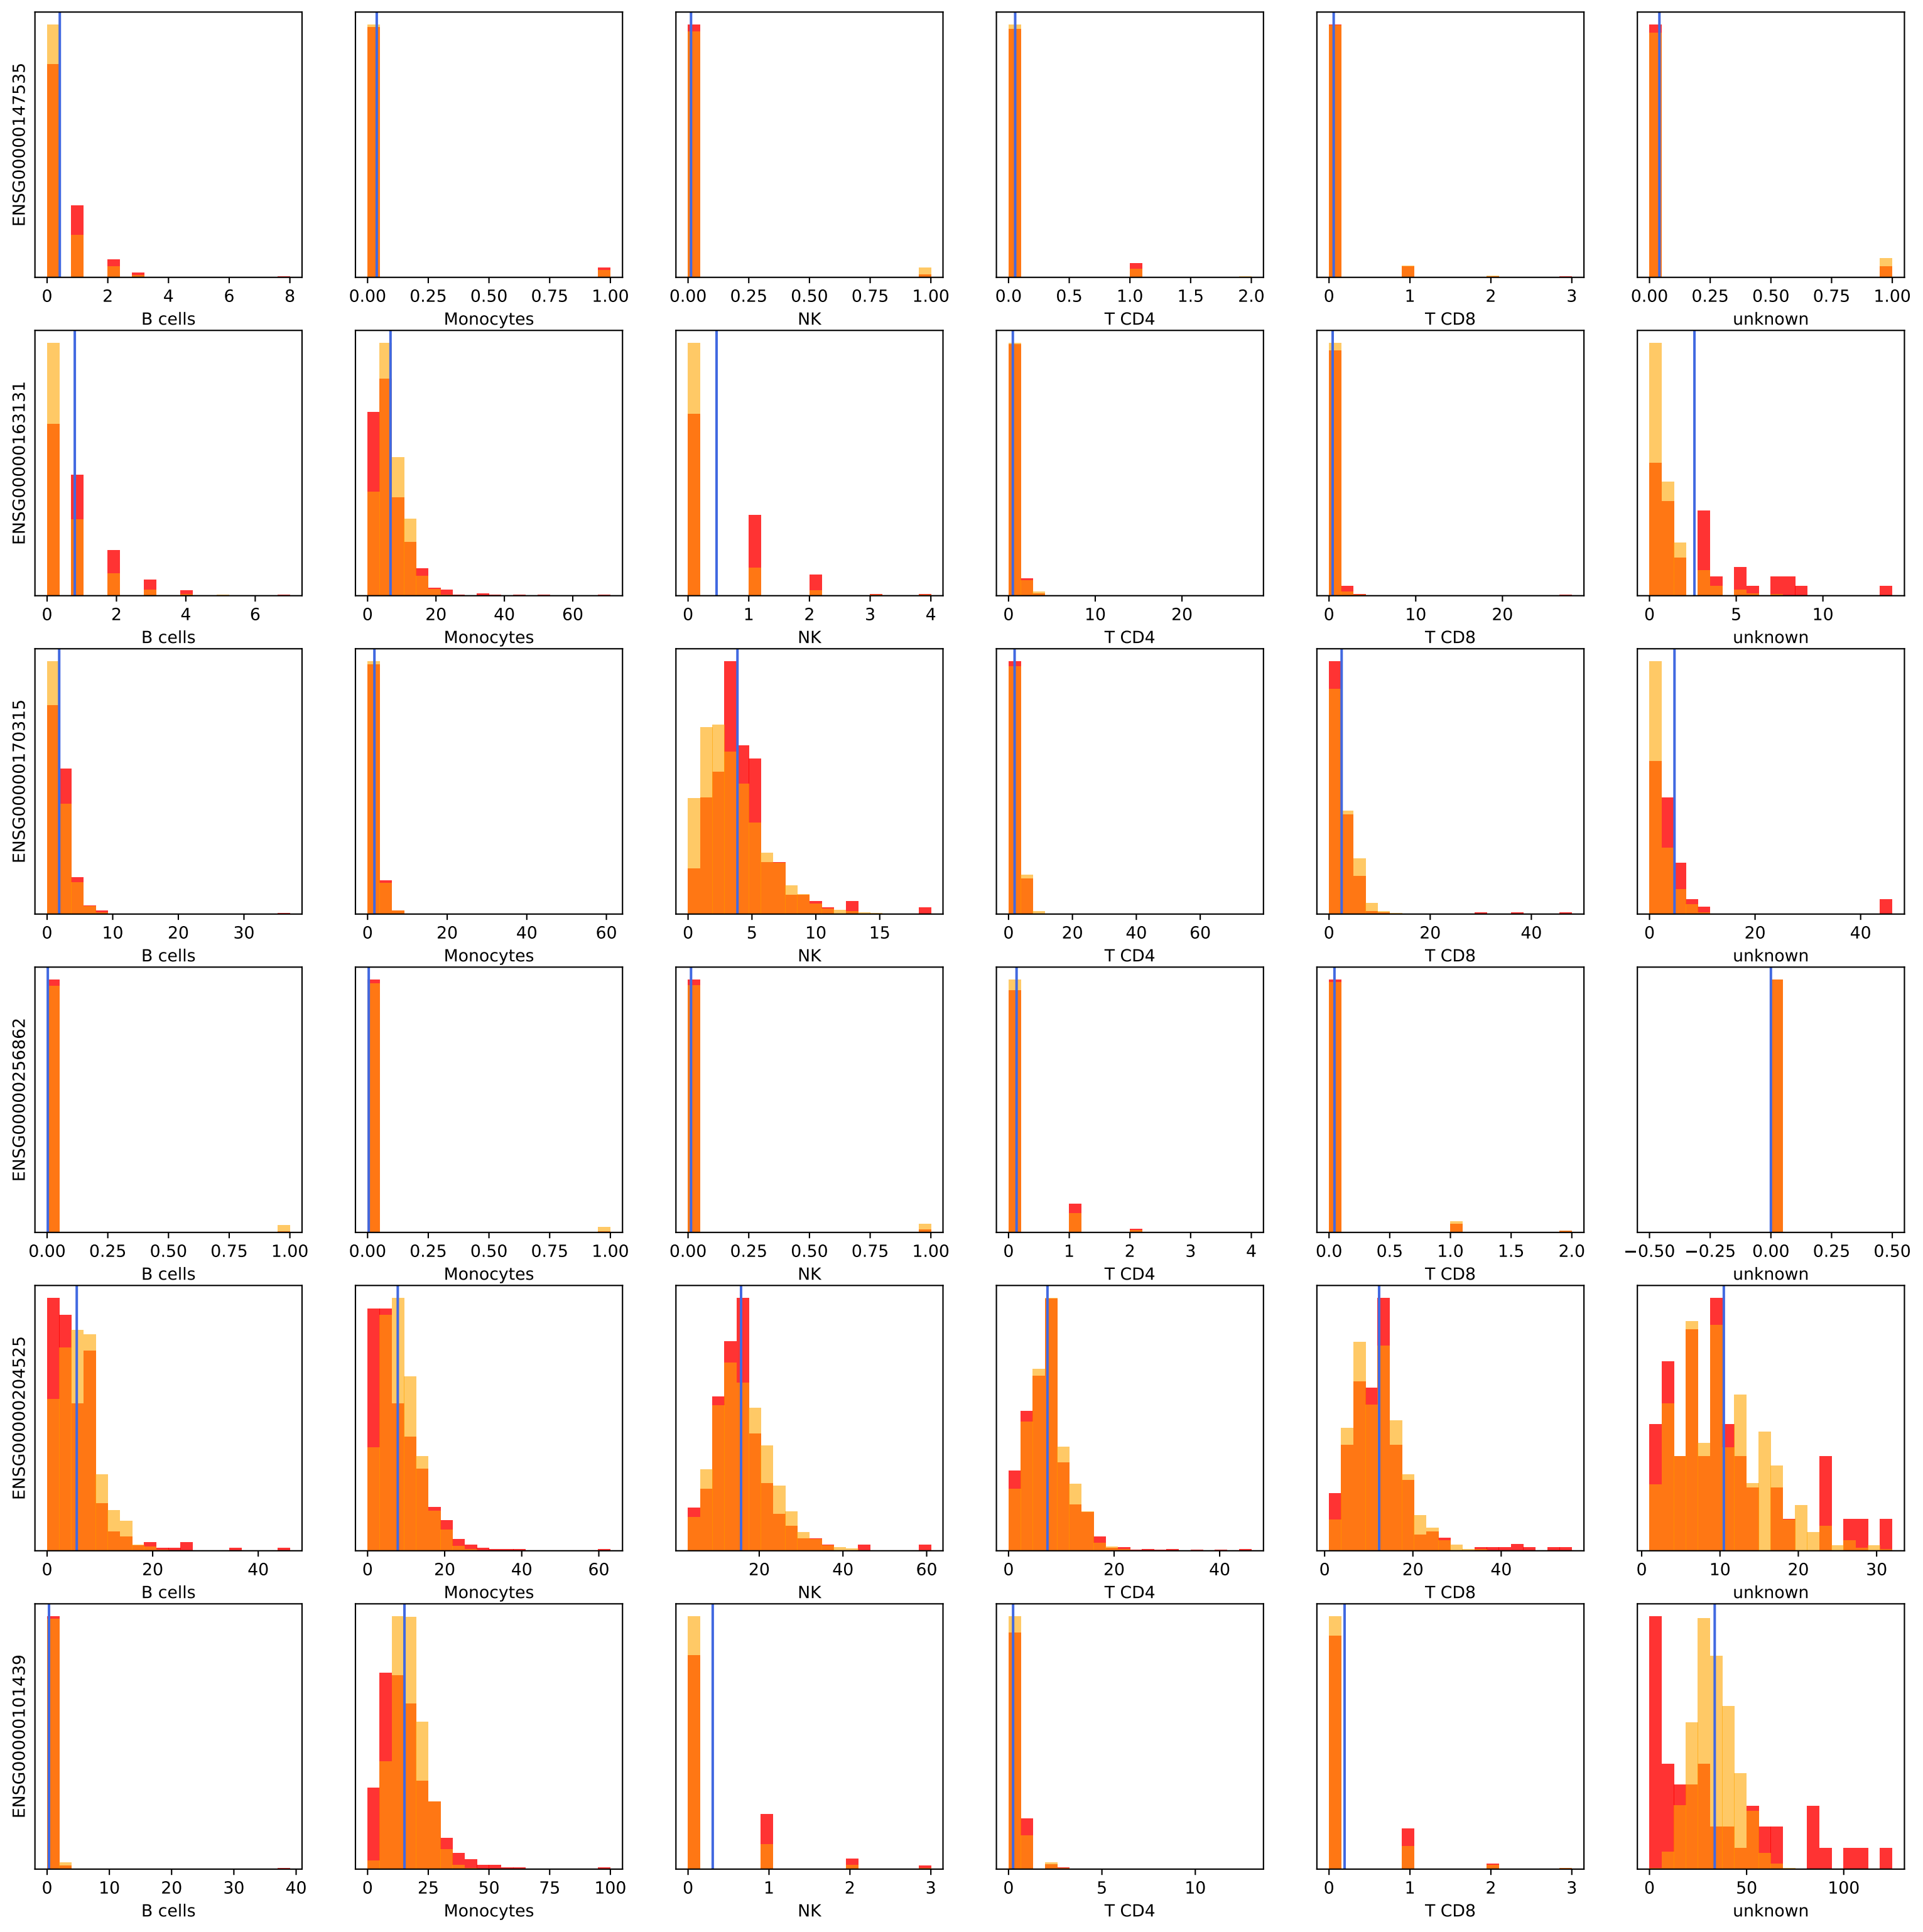 ENSG00000147535
0 2 4 6 8
B cells
0.00 0.25 0.50 0.75 1.00
Monocytes
0.00 0.25 0.50 0.75 1.00
NK
0.0 0.5 1.0 1.5 2.0
T CD4
0 1 2 3
T CD8
0.00 0.25 0.50 0.75 1.00
unknown
ENSG00000163131
0 2 4 6
B cells
0 20 40 60
Monocytes
0 1 2 3 4
NK
0 10 20
T CD4
0 10 20
T CD8
0 5 10
unknown
ENSG00000170315
0 10 20 30
B cells
0 20 40 60
Monocytes
0 5 10 15
NK
0 20 40 60
T CD4
0 20 40
T CD8
0 20 40
unknown
ENSG00000256862
0.00 0.25 0.50 0.75 1.00
B cells
0.00 0.25 0.50 0.75 1.00
Monocytes
0.00 0.25 0.50 0.75 1.00
NK
0 1 2 3 4
T CD4
0.0 0.5 1.0 1.5 2.0
T CD8
−0.50 −0.25 0.00 0.25 0.50
unknown
ENSG00000204525
0 20 40
B cells
0 20 40 60
Monocytes
20 40 60
NK
0 20 40
T CD4
0 20 40
T CD8
0 10 20 30
unknown
ENSG00000101439
0 10 20 30 40
B cells
0 25 50 75 100
Monocytes
0 1 2 3
NK
0 5 10
T CD4
0 1 2 3
T CD8
0 50 100
unknown